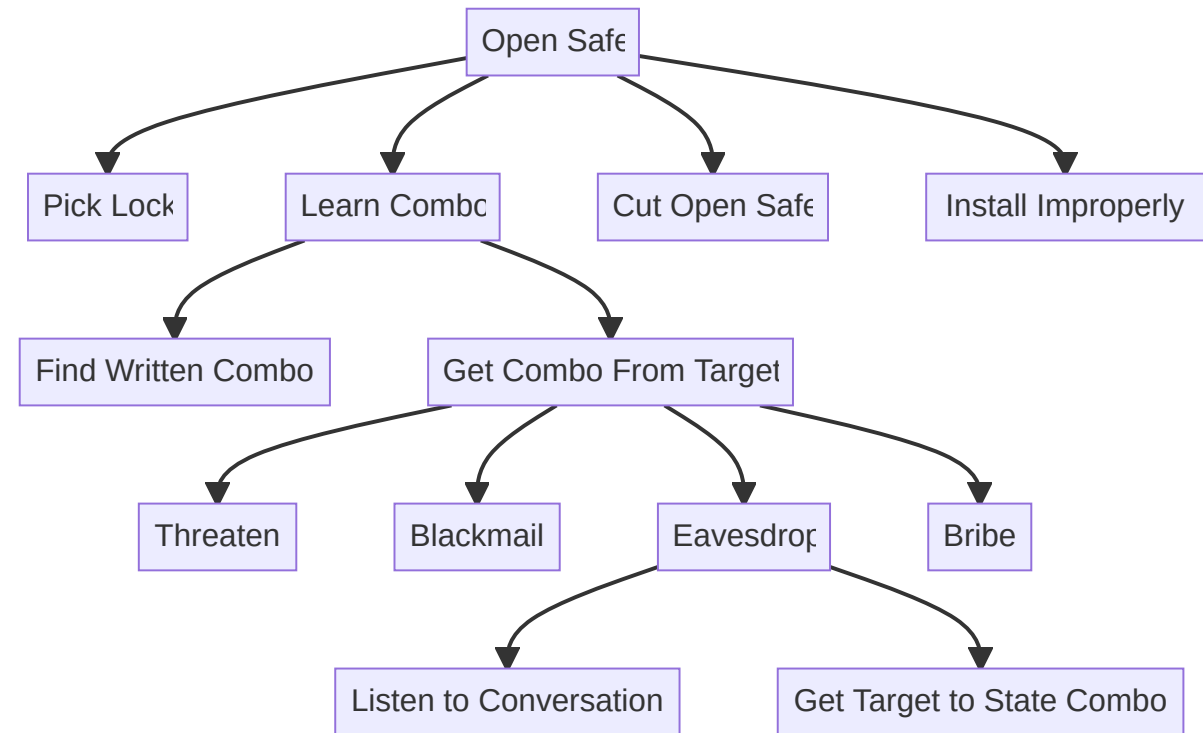 Open Safe
Pick Lock
Learn Combo
Cut Open Safe
Install Improperly
Find Written Combo
Get Combo From Target
Threaten
Blackmail
Eavesdrop
Bribe
Listen to Conversation
Get Target to State Combo